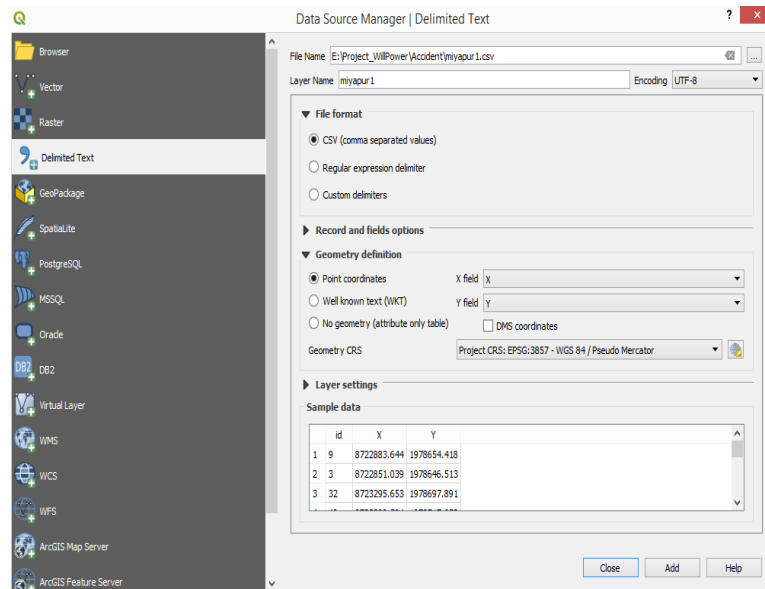 Data Source Manager | Delimited Text
? x
Browser
Vector
Raster
Delimited Text
GeoPackage
SpatiaLite
PostgreSQL
MSSQL
Oracle
DB2 DB2
Virtual Layer
WMS
WCS
WFS
ArcGIS Map Server
ArcGIS Feature Server
File Name E:\Project_WillPower\Accident\miyapur1.csv ...
Layer Name miyapur1 Encoding UTF-8
File format
CSV (comma separated values)
Regular expression delimiter
Custom delimiters
Record and fields options
Geometry definition
Point coordinates X field X
Well known text (WKT) Y field Y
No geometry (attribute only table) DMS coordinates
Geometry CRS Project CRS: EPSG:3857 - WGS 84 / Pseudo Mercator
Layer settings
Sample data
id X Y
1 9 8722883.644 1978654.418
2 3 8722851.039 1978646.513
3 32 8723295.653 1978697.891
Close Add Help